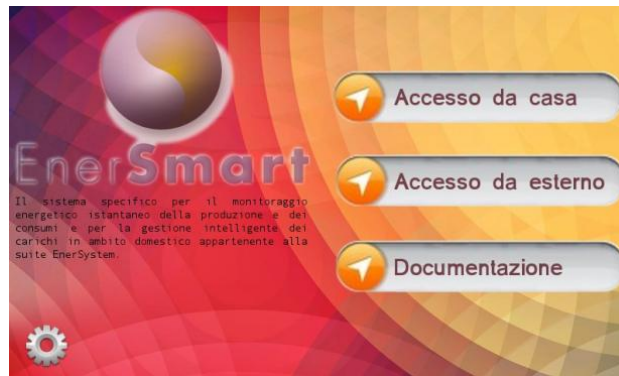 EnerSmart
Il sistema specifico per il monitoraggio
energetico istantaneo della produzione e dei
consumi e per la gestione intelligente dei
carichi in ambito domestico appartenente alla
suite EnerSystem.
Accesso da casa
Accesso da esterno
Documentazione